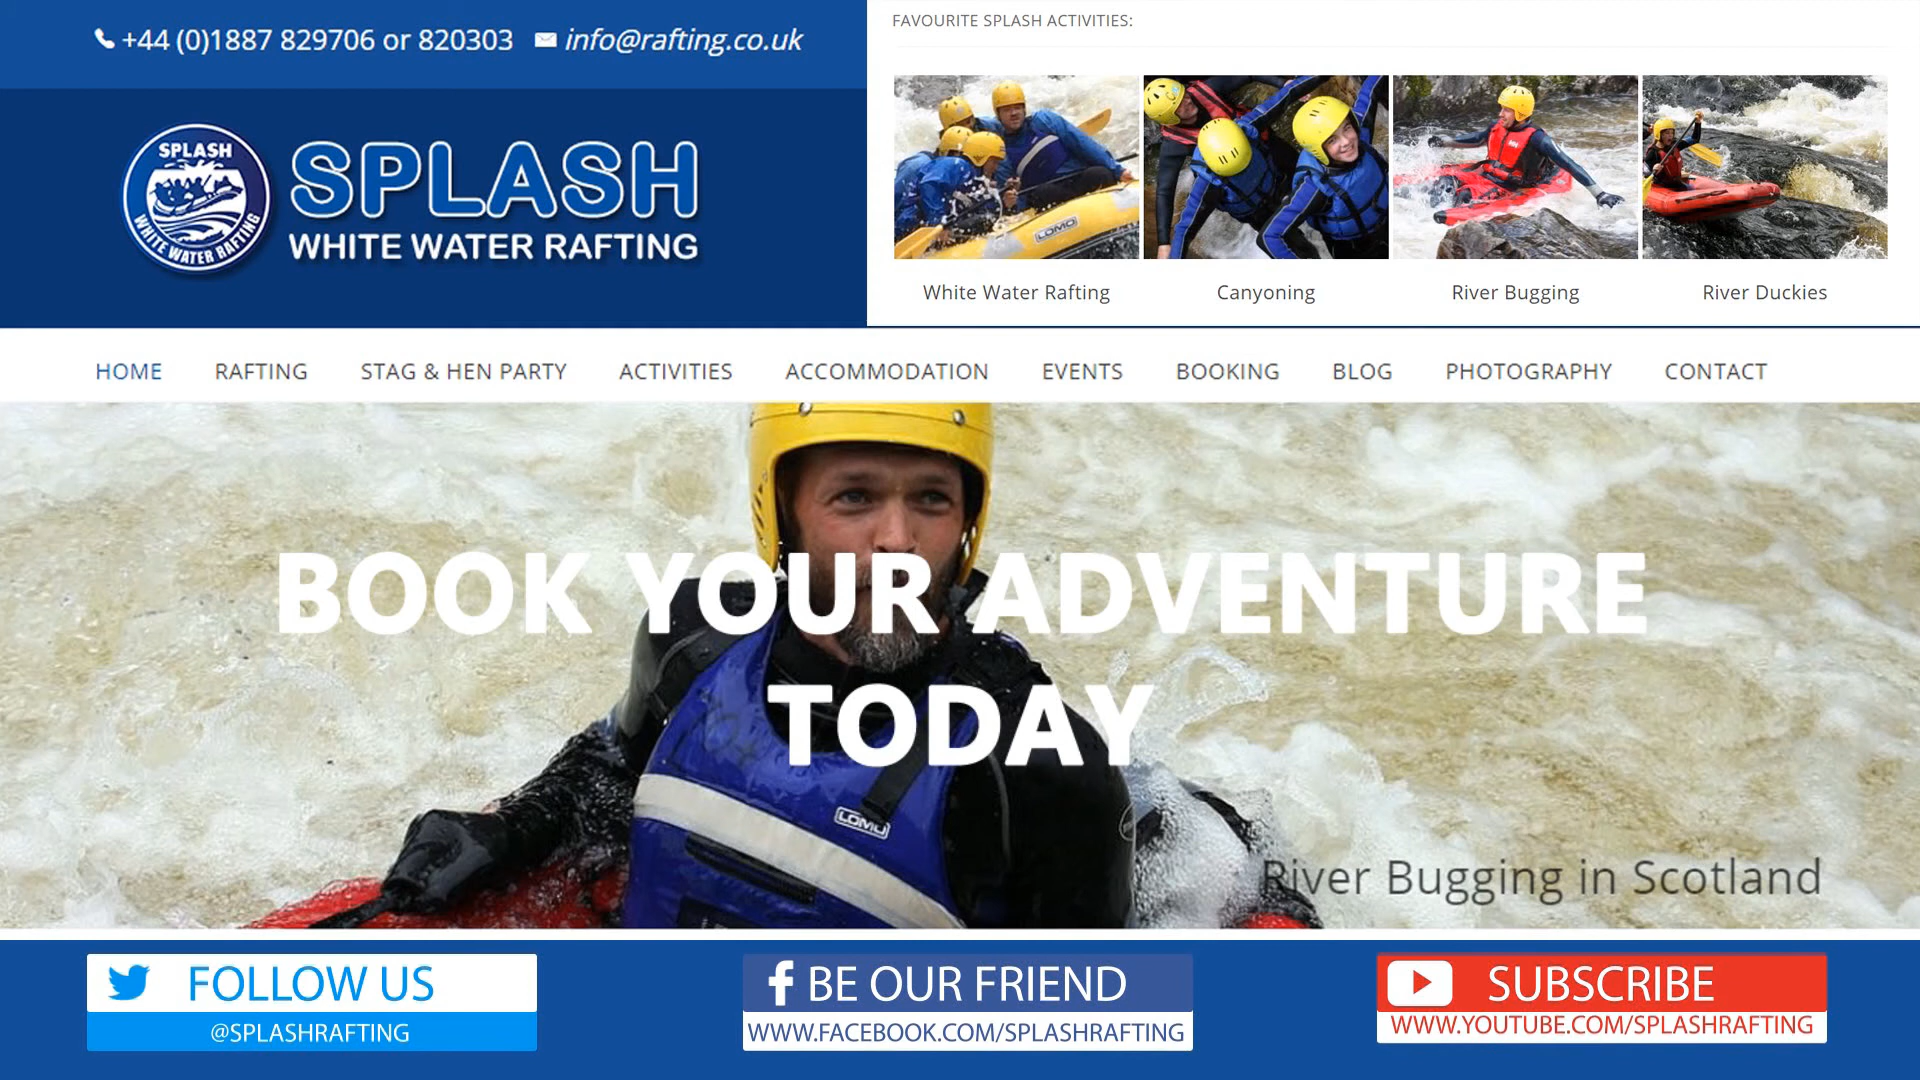 +44 (0)1887 829706 or 820303 info@rafting.co.uk
FAVOURITE SPLASH ACTIVITIES:
SPLASH
WHITE WATER RAFTING
SPLASH
WHITE WATER RAFTING
LOMO
White Water Rafting
Canyoning
River Bugging
River Duckies
HOME RAFTING STAG & HEN PARTY ACTIVITIES ACCOMMODATION EVENTS BOOKING BLOG PHOTOGRAPHY CONTACT
BOOK YOUR ADVENTURE
TODAY
LOMO
River Bugging in Scotland
FOLLOW US
@SPLASHRAFTING
BE OUR FRIEND
WWW.FACEBOOK.COM/SPLASHRAFTING
SUBSCRIBE
WWW.YOUTUBE.COM/SPLASHRAFTING